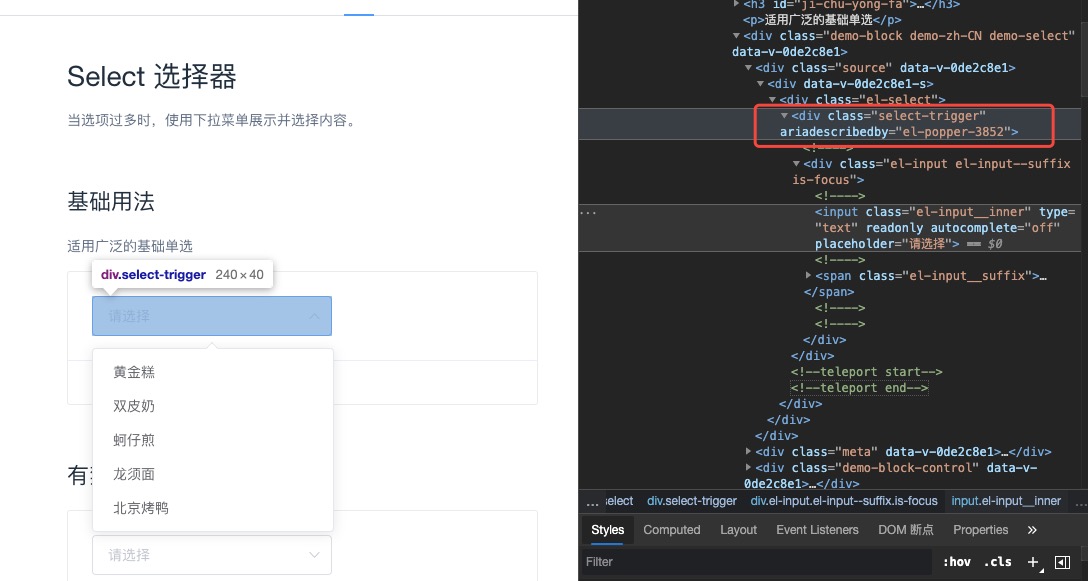 Select 选择器
当选项过多时，使用下拉菜单展示并选择内容。
基础用法
适用广泛的基础单选
div.select-trigger 240×40
请选择
黄金糕
双皮奶
蚵仔煎
龙须面
北京烤鸭
有
请选择
<h3 id="ji-chu-yong-fa">…</h3>
<p>适用广泛的基础单选</p>
<div class="demo-block demo-zh-CN demo-select"
data-v-0de2c8e1>
<div class="source" data-v-0de2c8e1>
<div data-v-0de2c8e1-s>
<div class="el-select">
<div class="select-trigger"
ariadescribedby="el-popper-3852">
<!---->
<div class="el-input el-input--suffix
is-focus">
<!---->
...
<input class="el-input__inner" type=
"text" readonly autocomplete="off"
placeholder="请选择"> == $0
<!---->
<span class="el-input__suffix">…
</span>
<!---->
<!---->
</div>
</div>
<!--teleport start-->
<!--teleport end-->
</div>
</div>
</div>
<div class="meta" data-v-0de2c8e1>…</div>
<div class="demo-block-control" data-v-
0de2c8e1>…</div>
… select div.select-trigger div.el-input.el-input--suffix.is-focus input.el-input__inner …
Styles Computed Layout Event Listeners DOM 断点 Properties »
Filter :hov .cls +